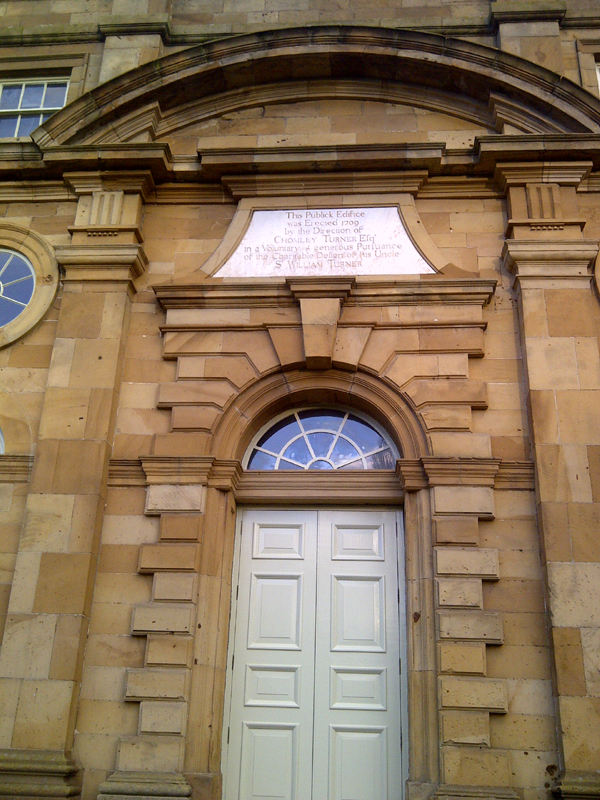 This Publick Edifice
was Erected 1709
by the Direction of
CHOMLEY TURNER Esqr
in a Voluntary & generous Pursuance
of the Charitable Design of his Uncle
Sr WILLIAM TURNER